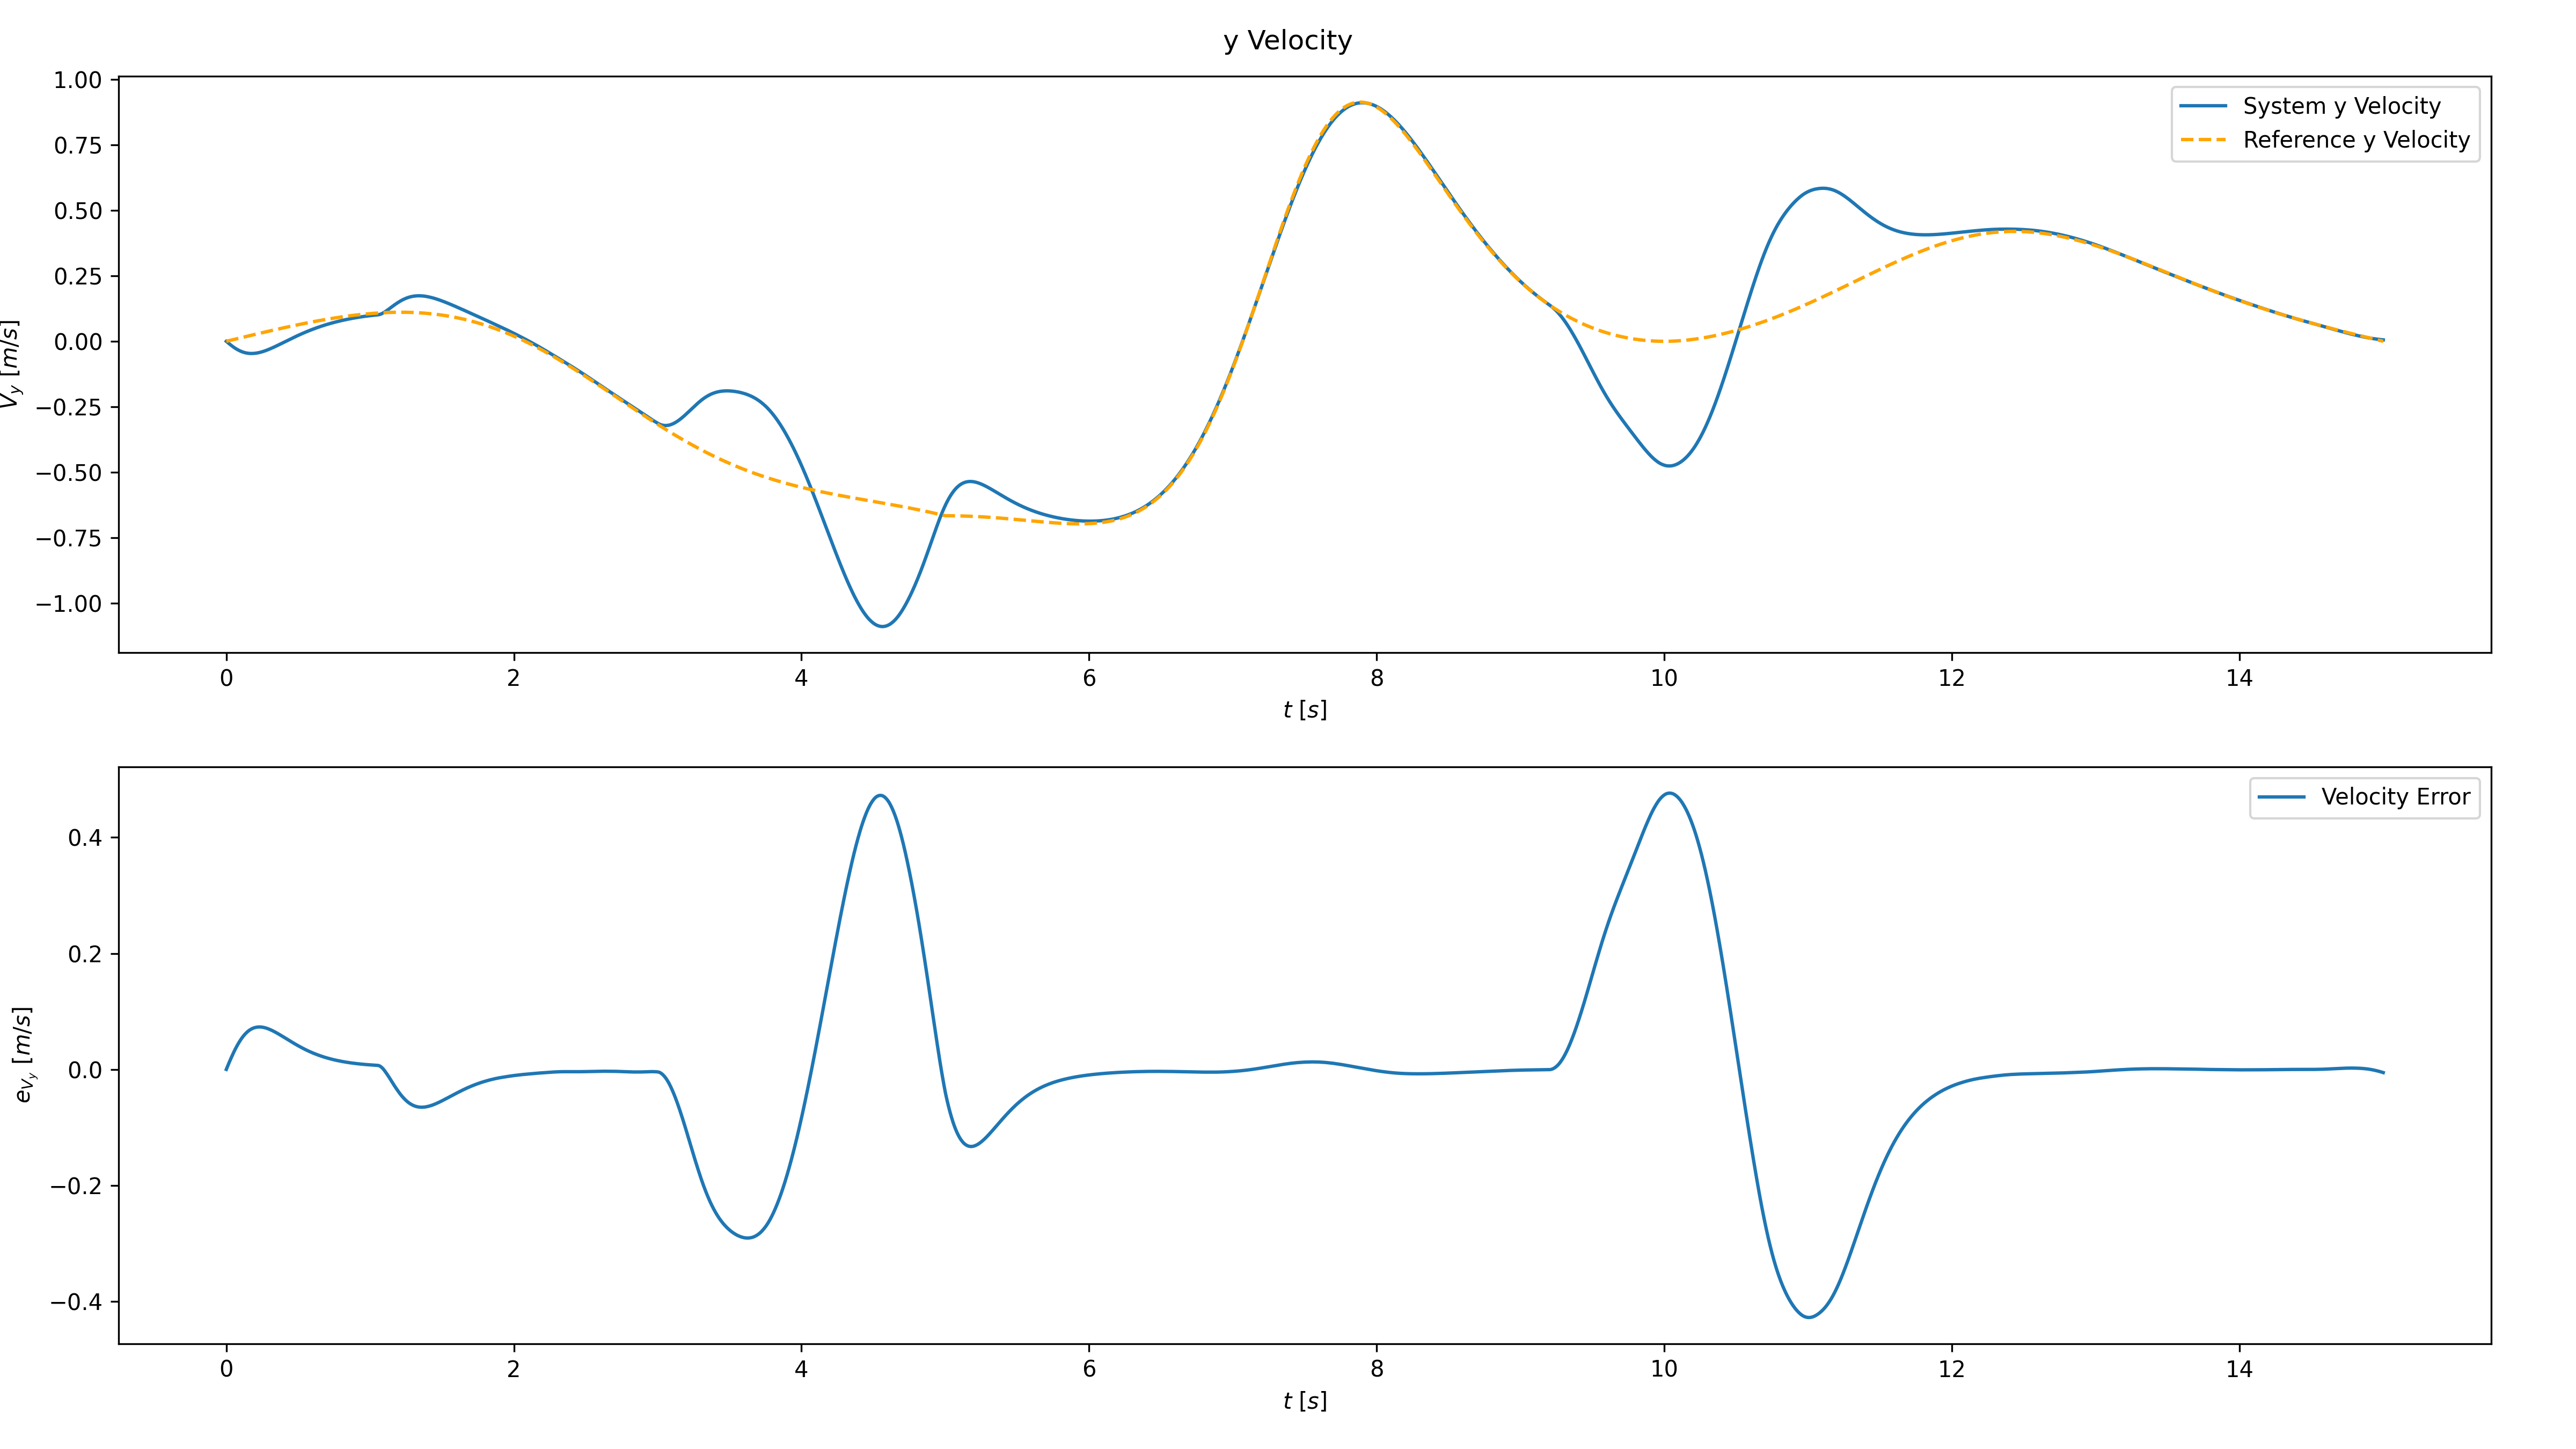 y Velocity
1.00
0.75
0.50
0.25
0.00
−0.25
−0.50
−0.75
−1.00
V_y [m/s]
System y Velocity
Reference y Velocity
0 2 4 6 8 10 12 14
t [s]
0.4
0.2
0.0
−0.2
−0.4
e_{V_y} [m/s]
Velocity Error
0 2 4 6 8 10 12 14
t [s]